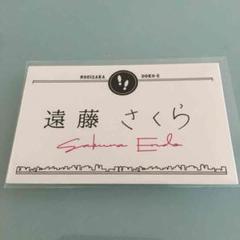 NOGIZAKA DOKO-E
遠藤 さくら
Sakura Endo